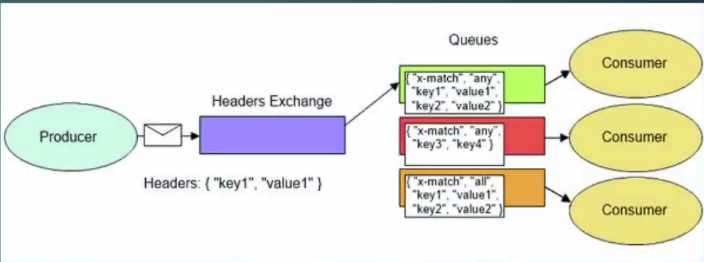 Queues
Consumer
{ "x-match", "any",
"key1", "value1",
"key2", "value2" }
Headers Exchange
Producer
{ "x-match", "any",
"key3", "key4" }
Consumer
Headers: { "key1", "value1" }
{ "x-match", "all",
"key1", "value1",
"key2", "value2" }
Consumer